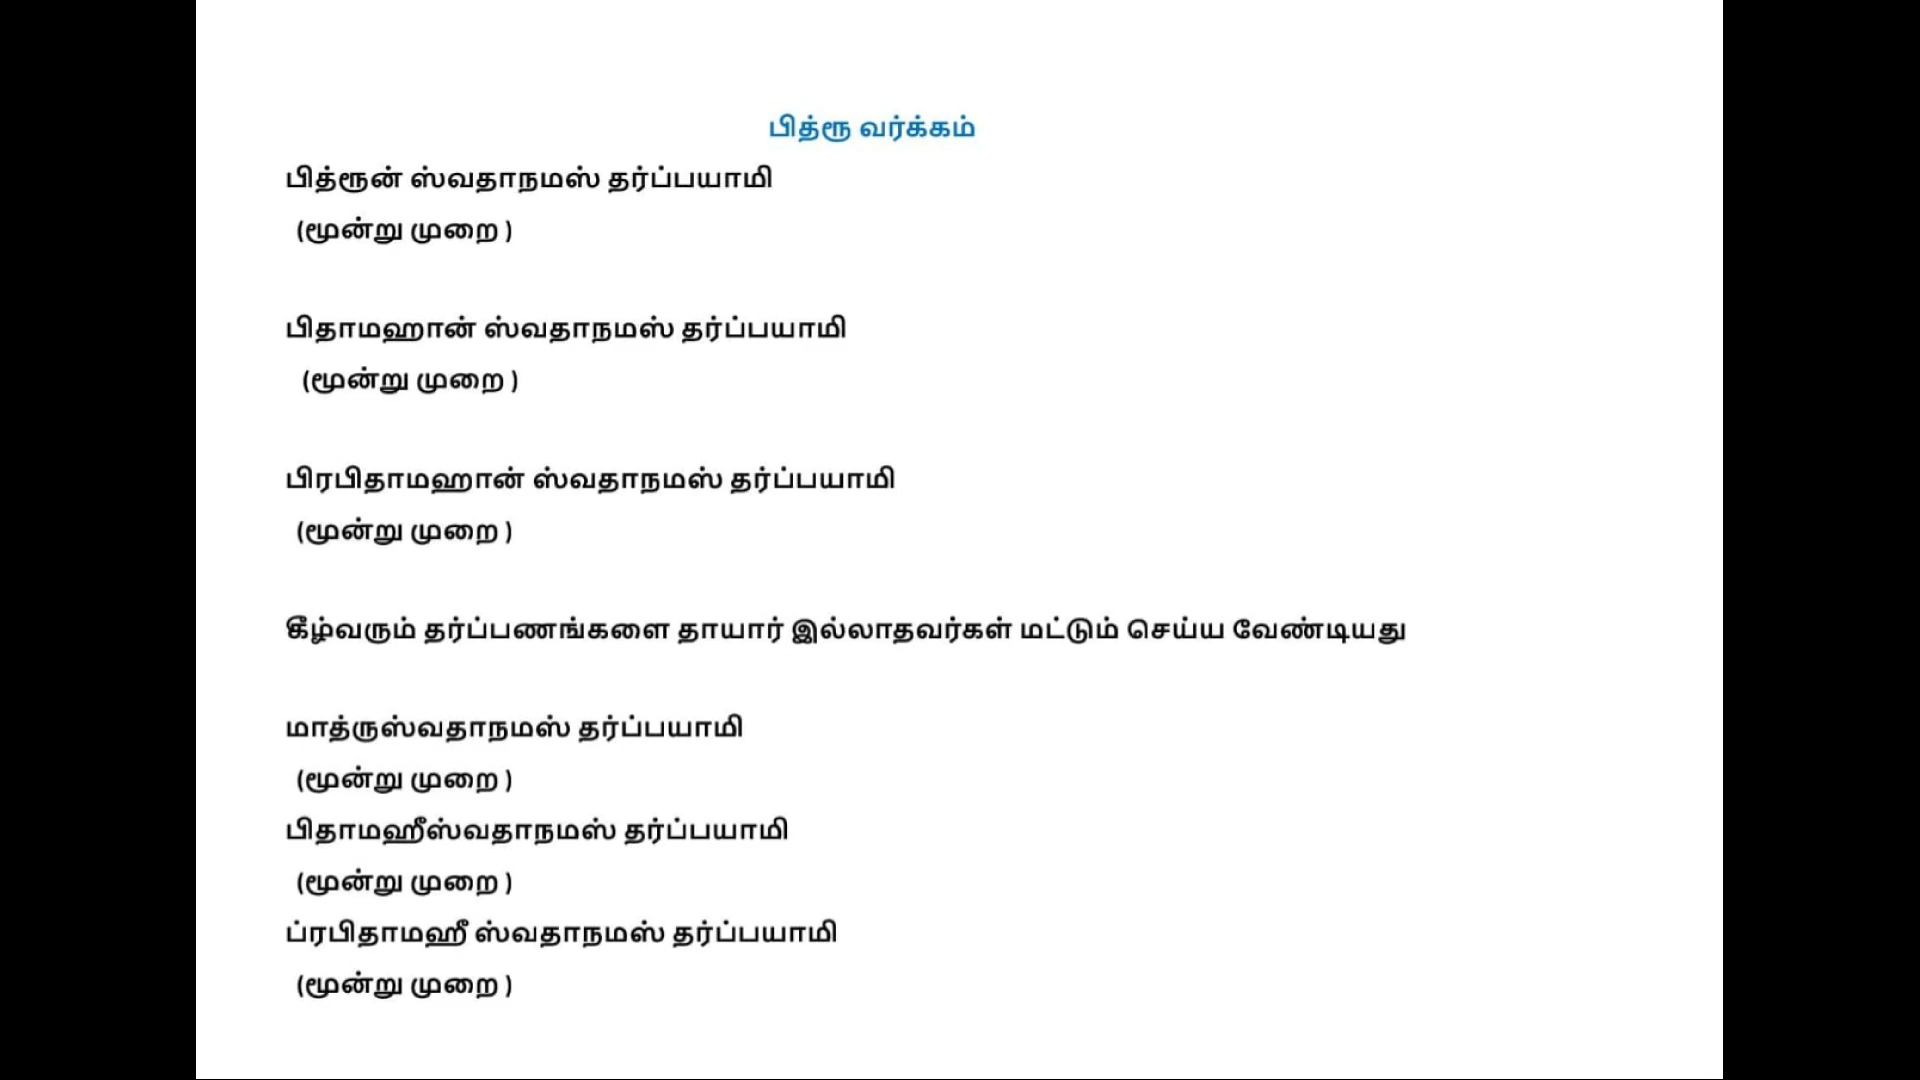 பித்ரூ வர்க்கம்
பித்ரூன் ஸ்வதாநமஸ் தர்ப்பயாமி
(மூன்று முறை )
பிதாமஹான் ஸ்வதாநமஸ் தர்ப்பயாமி
(மூன்று முறை )
பிரபிதாமஹான் ஸ்வதாநமஸ் தர்ப்பயாமி
(மூன்று முறை )
கீழ்வரும் தர்ப்பணங்களை தாயார் இல்லாதவர்கள் மட்டும் செய்ய வேண்டியது
மாத்ருஸ்வதாநமஸ் தர்ப்பயாமி
(மூன்று முறை )
பிதாமஹீஸ்வதாநமஸ் தர்ப்பயாமி
(மூன்று முறை )
ப்ரபிதாமஹீ ஸ்வதாநமஸ் தர்ப்பயாமி
(மூன்று முறை )